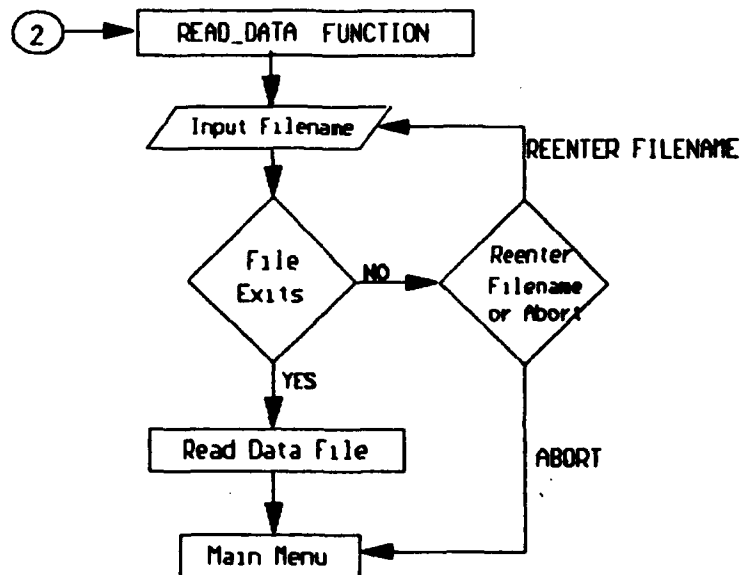 2
READ_DATA FUNCTION
Input Filename
REENTER FILENAME
File
Exits
NO
Reenter
Filename
or Abort
YES
Read Data File
ABORT
Main Menu